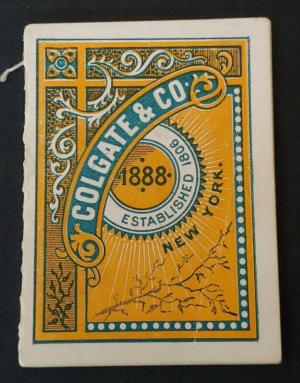 COLGATE & CO.
1888
ESTABLISHED 1806
NEW YORK.